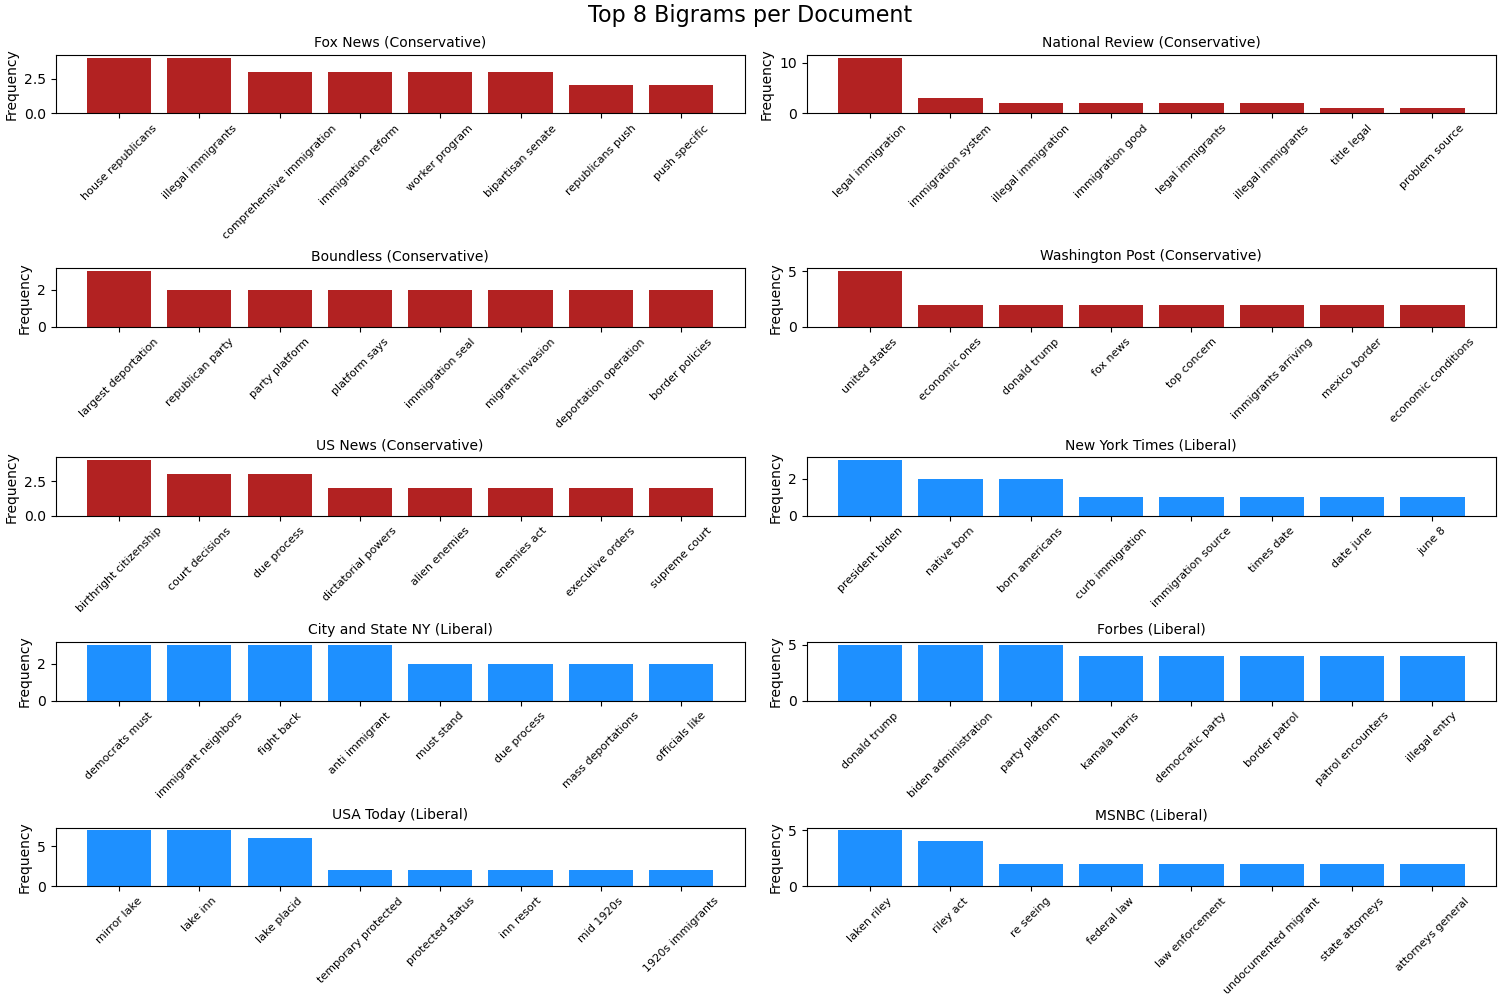 Top 8 Bigrams per Document
Fox News (Conservative)
Frequency
2.5
0.0
house republicans
illegal immigrants
comprehensive immigration
immigration reform
worker program
bipartisan senate
republicans push
push specific
National Review (Conservative)
Frequency
10
0
legal immigration
immigration system
illegal immigration
immigration good
legal immigrants
illegal immigrants
title legal
problem source
Boundless (Conservative)
Frequency
2
0
largest deportation
republican party
party platform
platform says
immigration seal
migrant invasion
deportation operation
border policies
Washington Post (Conservative)
Frequency
5
0
united states
economic ones
donald trump
fox news
top concern
immigrants arriving
mexico border
economic conditions
US News (Conservative)
Frequency
2.5
0.0
birthright citizenship
court decisions
due process
dictatorial powers
alien enemies
enemies act
executive orders
supreme court
New York Times (Liberal)
Frequency
2
0
president biden
native born
born americans
curb immigration
immigration source
times date
date june
june 8
City and State NY (Liberal)
Frequency
2
0
democrats must
immigrant neighbors
fight back
anti immigrant
must stand
due process
mass deportations
officials like
Forbes (Liberal)
Frequency
5
0
donald trump
biden administration
party platform
kamala harris
democratic party
border patrol
patrol encounters
illegal entry
USA Today (Liberal)
Frequency
5
0
mirror lake
lake inn
lake placid
temporary protected
protected status
inn resort
mid 1920s
1920s immigrants
MSNBC (Liberal)
Frequency
5
0
laken riley
riley act
re seeing
federal law
law enforcement
undocumented migrant
state attorneys
attorneys general